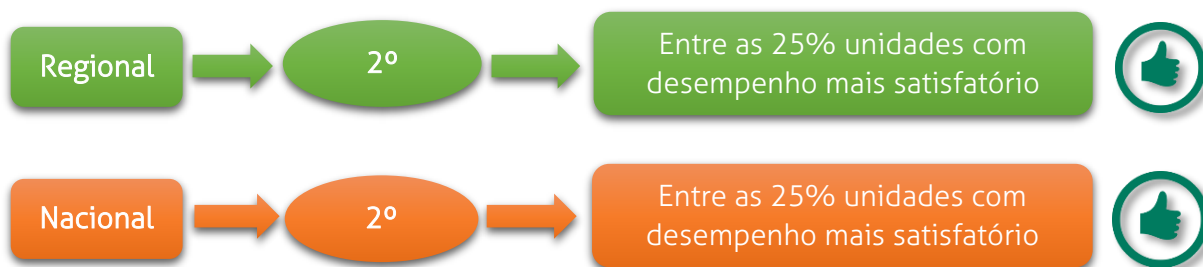 Regional
2º
Entre as 25% unidades com
desempenho mais satisfatório
Nacional
2º
Entre as 25% unidades com
desempenho mais satisfatório